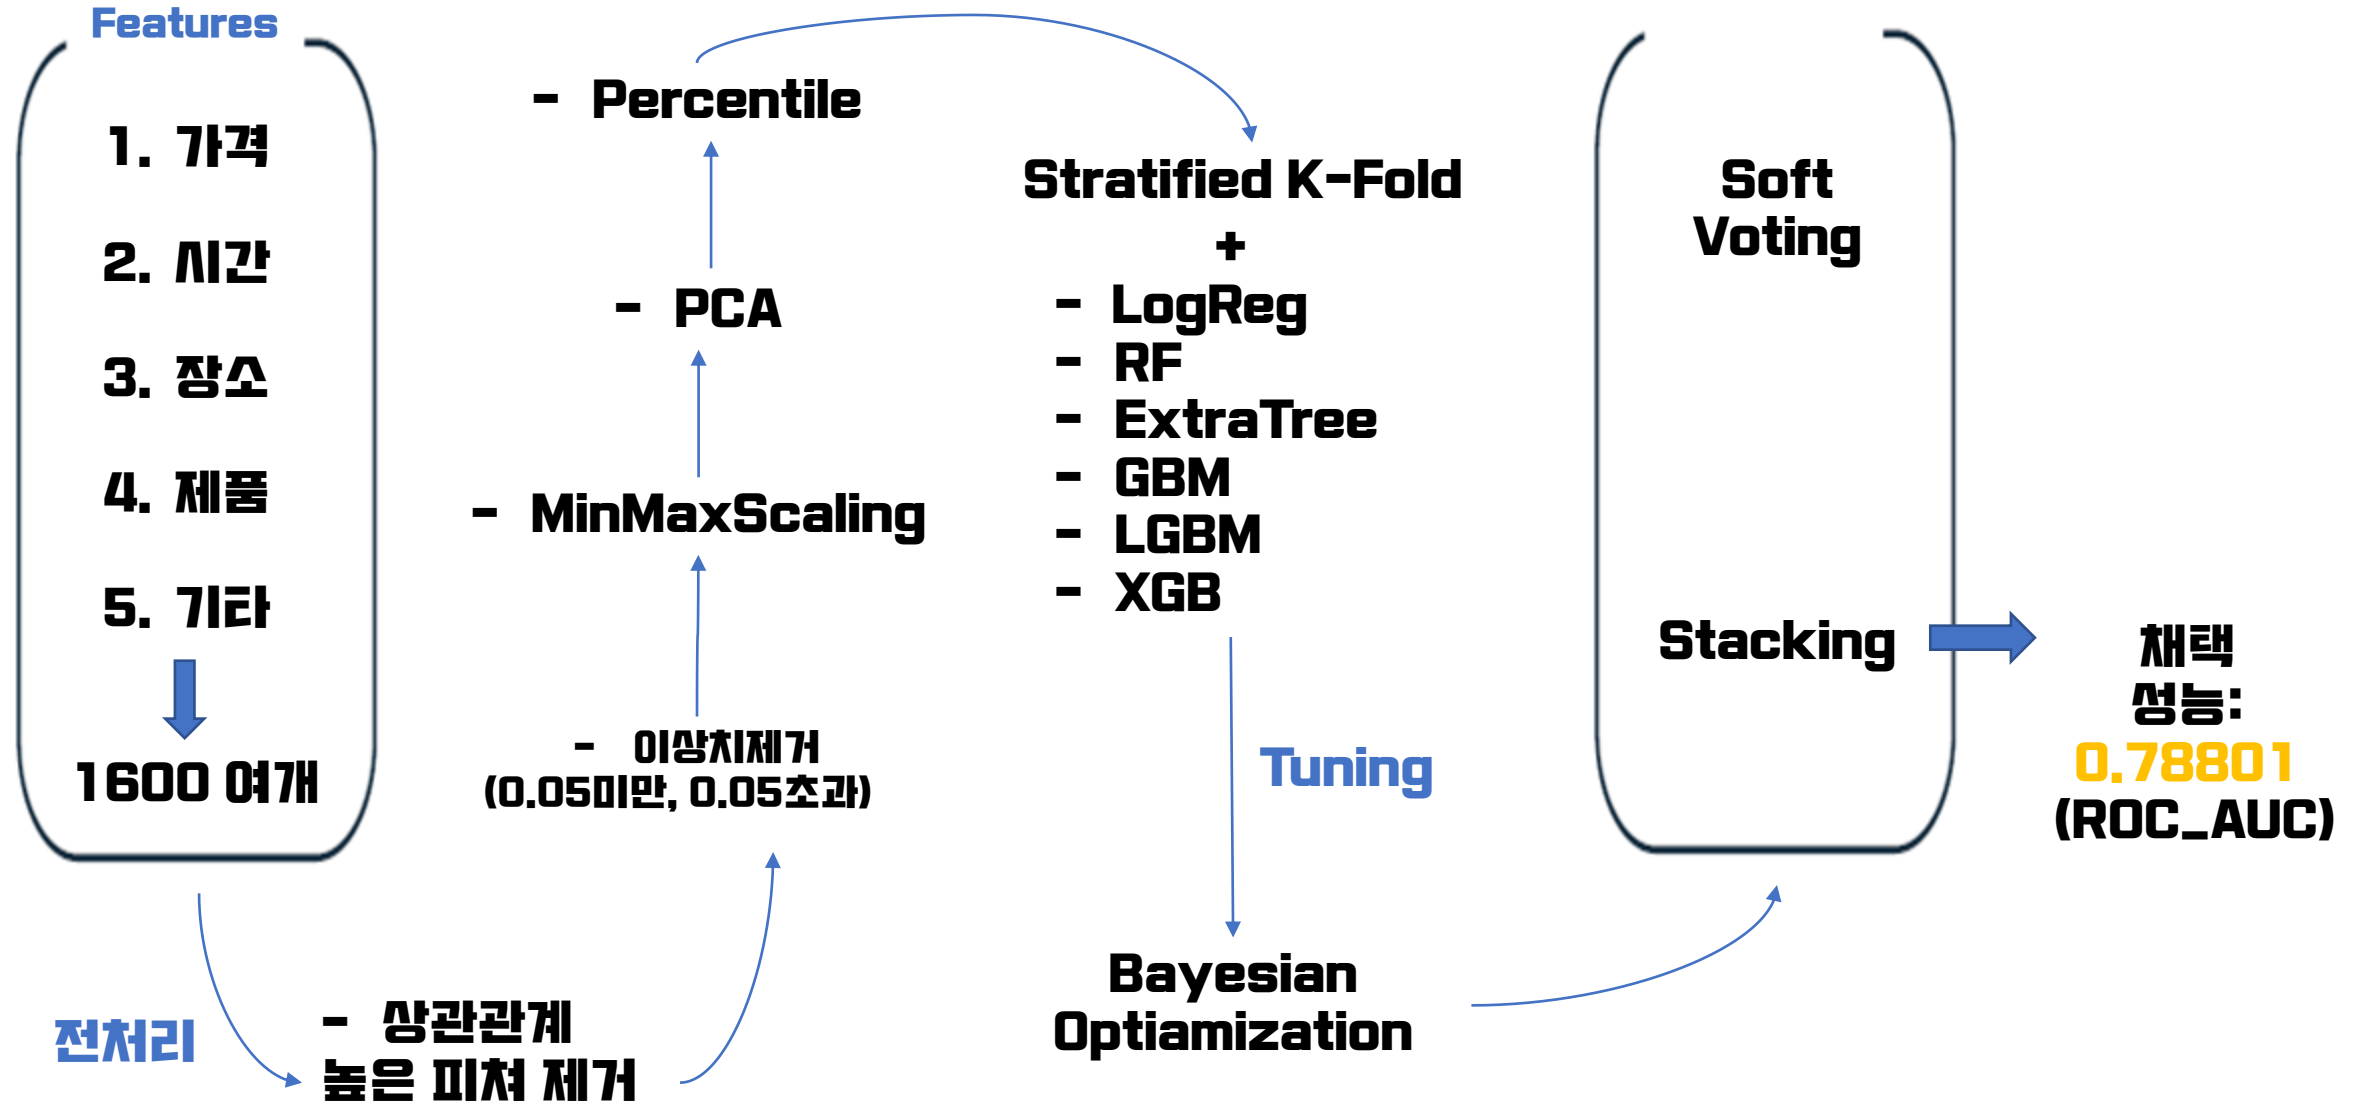 Features
1. 가격
2. 시간
3. 장소
4. 제품
5. 기타
1600 여개
전처리
- 상관관계
높은 피쳐 제거
- 이상치제거
(0.05미만, 0.05초과)
- MinMaxScaling
- PCA
- Percentile
Stratified K-Fold
+
- LogReg
- RF
- ExtraTree
- GBM
- LGBM
- XGB
Tuning
Bayesian
Optiamization
Soft
Voting
Stacking
채택
성능:
0.78801
(ROC_AUC)